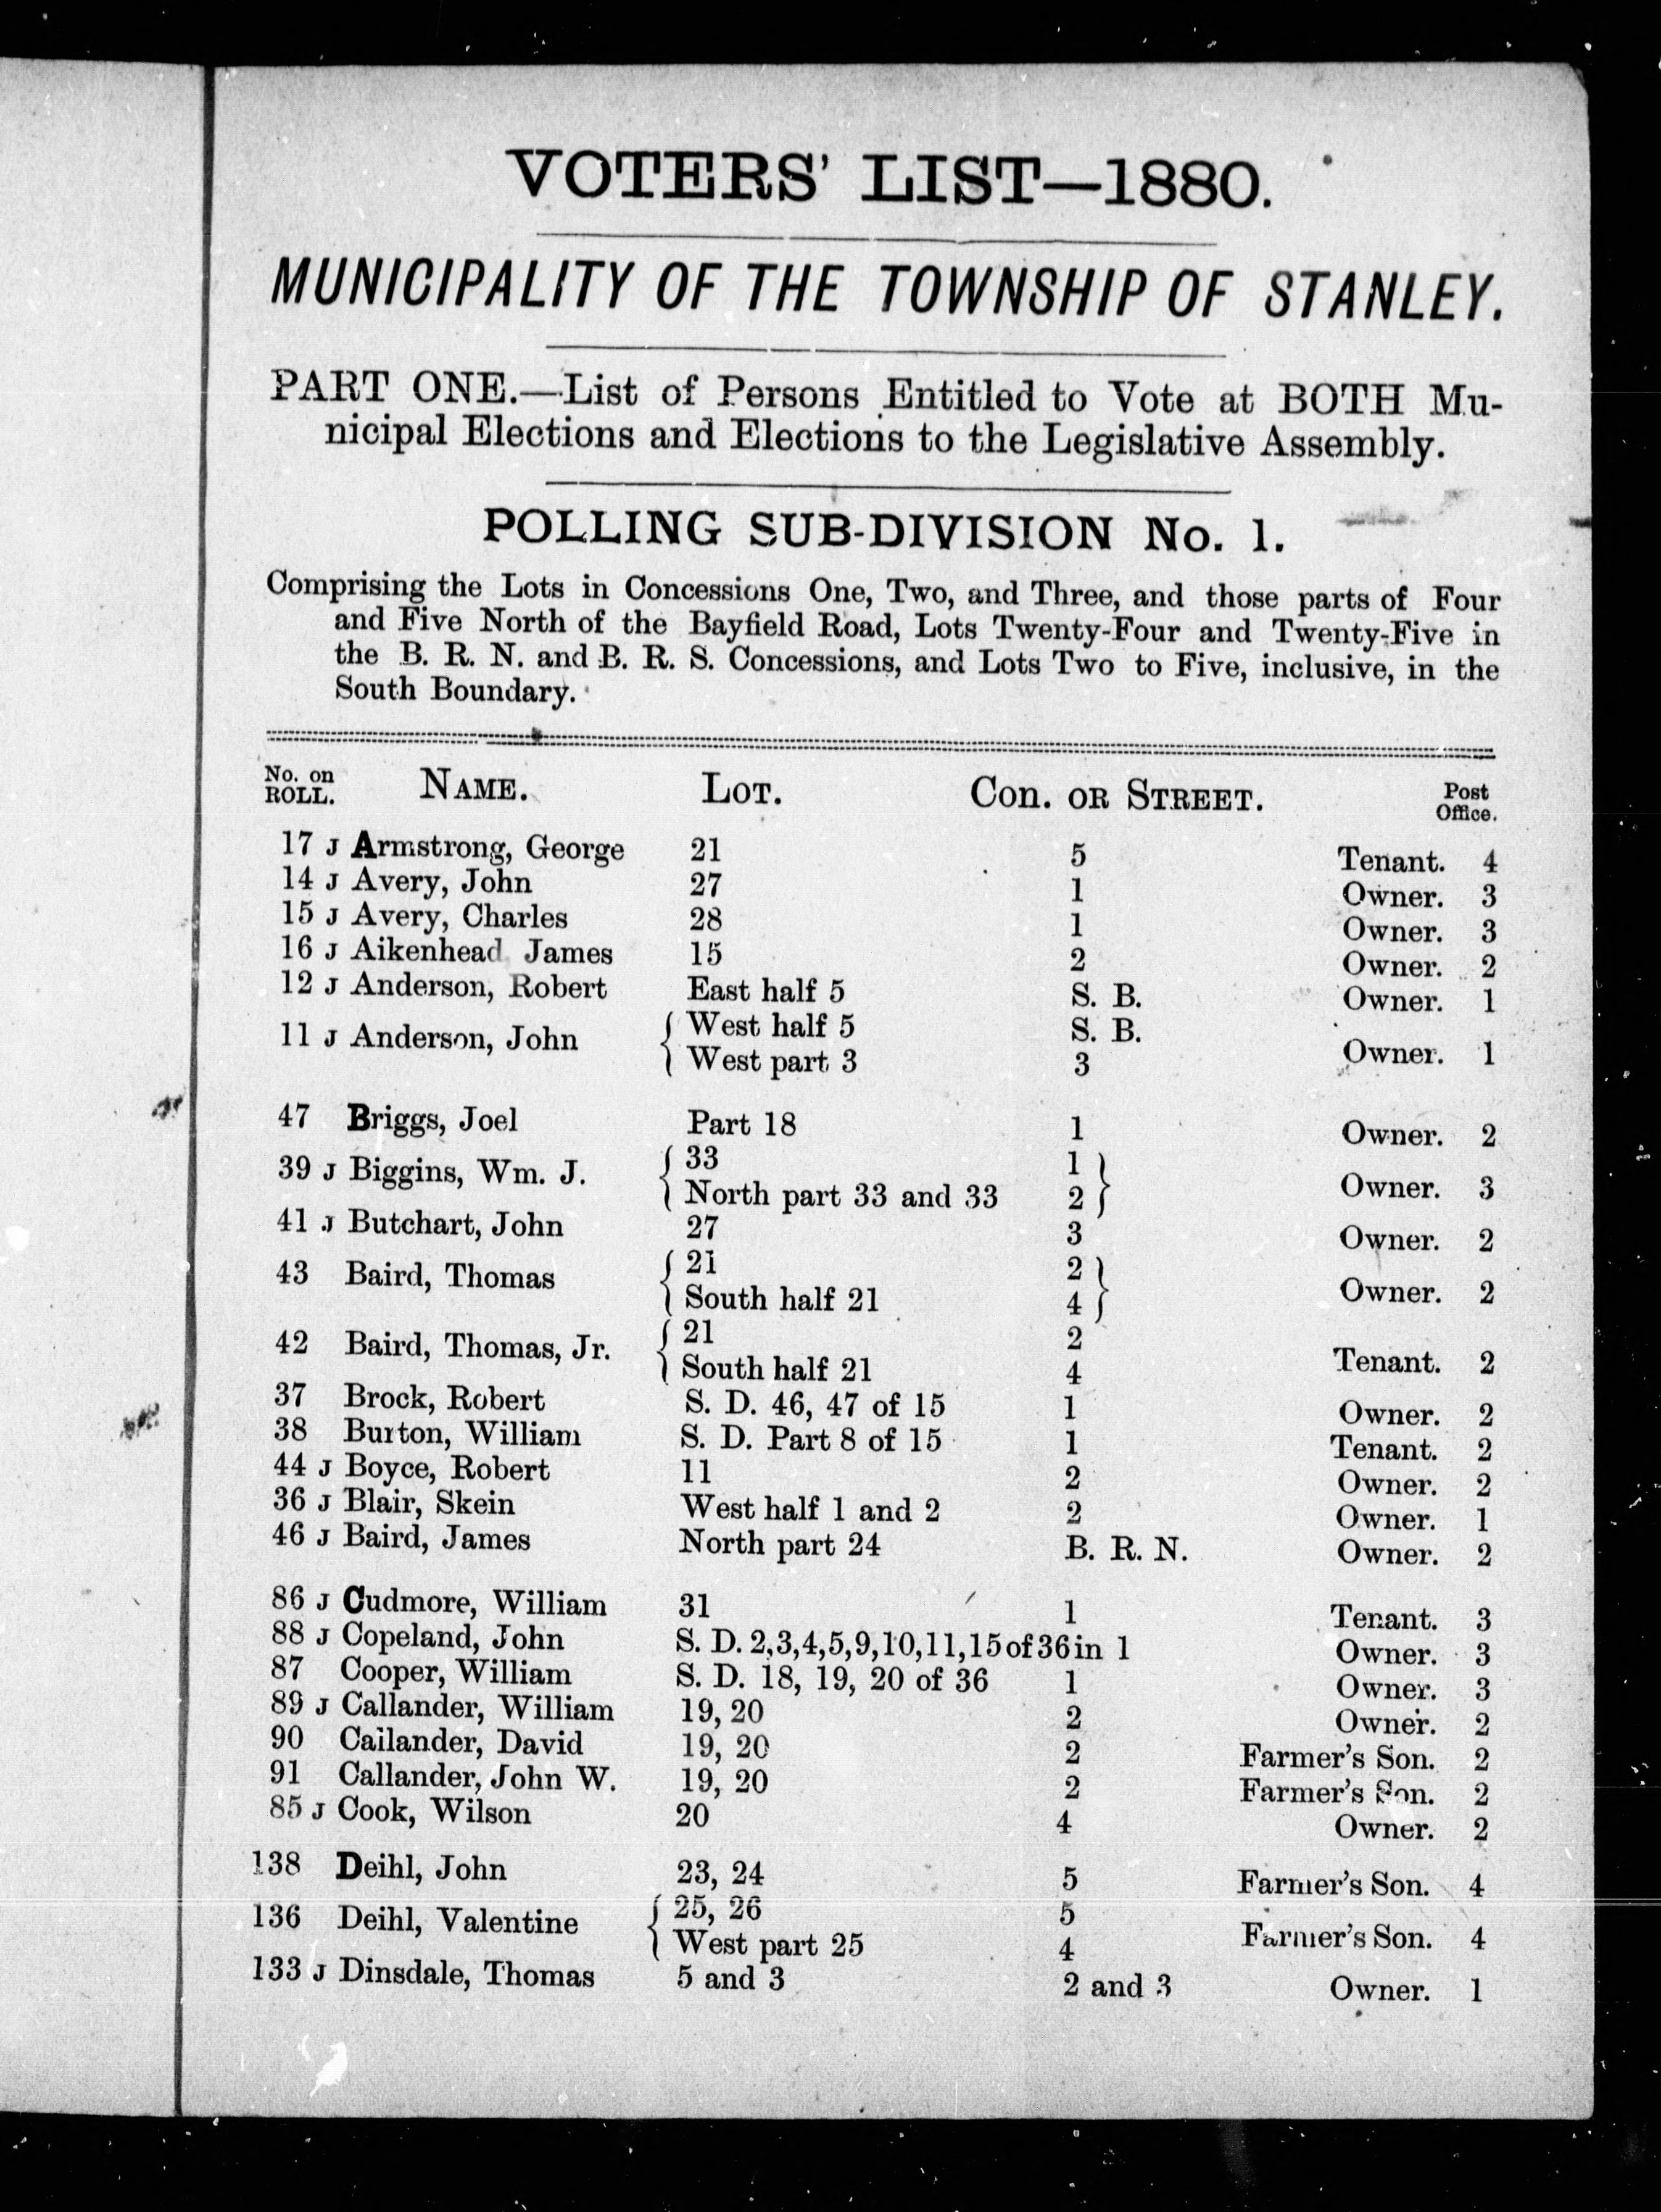 VOTERS' LIST—1880.
MUNICIPALITY OF THE TOWNSHIP OF STANLEY.
PART ONE.—List of Persons Entitled to Vote at BOTH Mu-
nicipal Elections and Elections to the Legislative Assembly.
POLLING SUB-DIVISION No. 1.
Comprising the Lots in Concessions One, Two, and Three, and those parts of Four
and Five North of the Bayfield Road, Lots Twenty-Four and Twenty-Five in
the B. R. N. and B. R. S. Concessions, and Lots Two to Five, inclusive, in the
South Boundary.
No. on ROLL. NAME. LOT. CON. OR STREET. Post Office.
17 J Armstrong, George 21 5 Tenant. 4
14 J Avery, John 27 1 Owner. 3
15 J Avery, Charles 28 1 Owner. 3
16 J Aikenhead James 15 2 Owner. 2
12 J Anderson, Robert East half 5 S. B. Owner. 1
11 J Anderson, John { West half 5 S. B.
West part 3 3 Owner. 1
47 Briggs, Joel Part 18 1 Owner. 2
39 J Biggins, Wm. J. { 33 1 }
North part 33 and 33 2 Owner. 3
41 J Butchart, John 27 3 Owner. 2
43 Baird, Thomas { 21 2 }
South half 21 4 Owner. 2
42 Baird, Thomas, Jr. { 21 2
South half 21 4 Tenant. 2
37 Brock, Robert S. D. 46, 47 of 15 1 Owner. 2
38 Burton, William S. D. Part 8 of 15 1 Tenant. 2
44 J Boyce, Robert 11 2 Owner. 2
36 J Blair, Skein West half 1 and 2 2 Owner. 1
46 J Baird, James North part 24 B. R. N. Owner. 2
86 J Cudmore, William 31 1 Tenant. 3
88 J Copeland, John S. D. 2,3,4,5,9,10,11,15 of 36 in 1 Owner. 3
87 Cooper, William S. D. 18, 19, 20 of 36 1 Owner. 3
89 J Callander, William 19, 20 2 Owner. 2
90 Callander, David 19, 20 2 Farmer's Son. 2
91 Callander, John W. 19, 20 2 Farmer's Son. 2
85 J Cook, Wilson 20 4 Owner. 2
138 Deihl, John 23, 24 5 Farmer's Son. 4
136 Deihl, Valentine { 25, 26 5
West part 25 4 Farmer's Son. 4
133 J Dinsdale, Thomas 5 and 3 2 and 3 Owner. 1